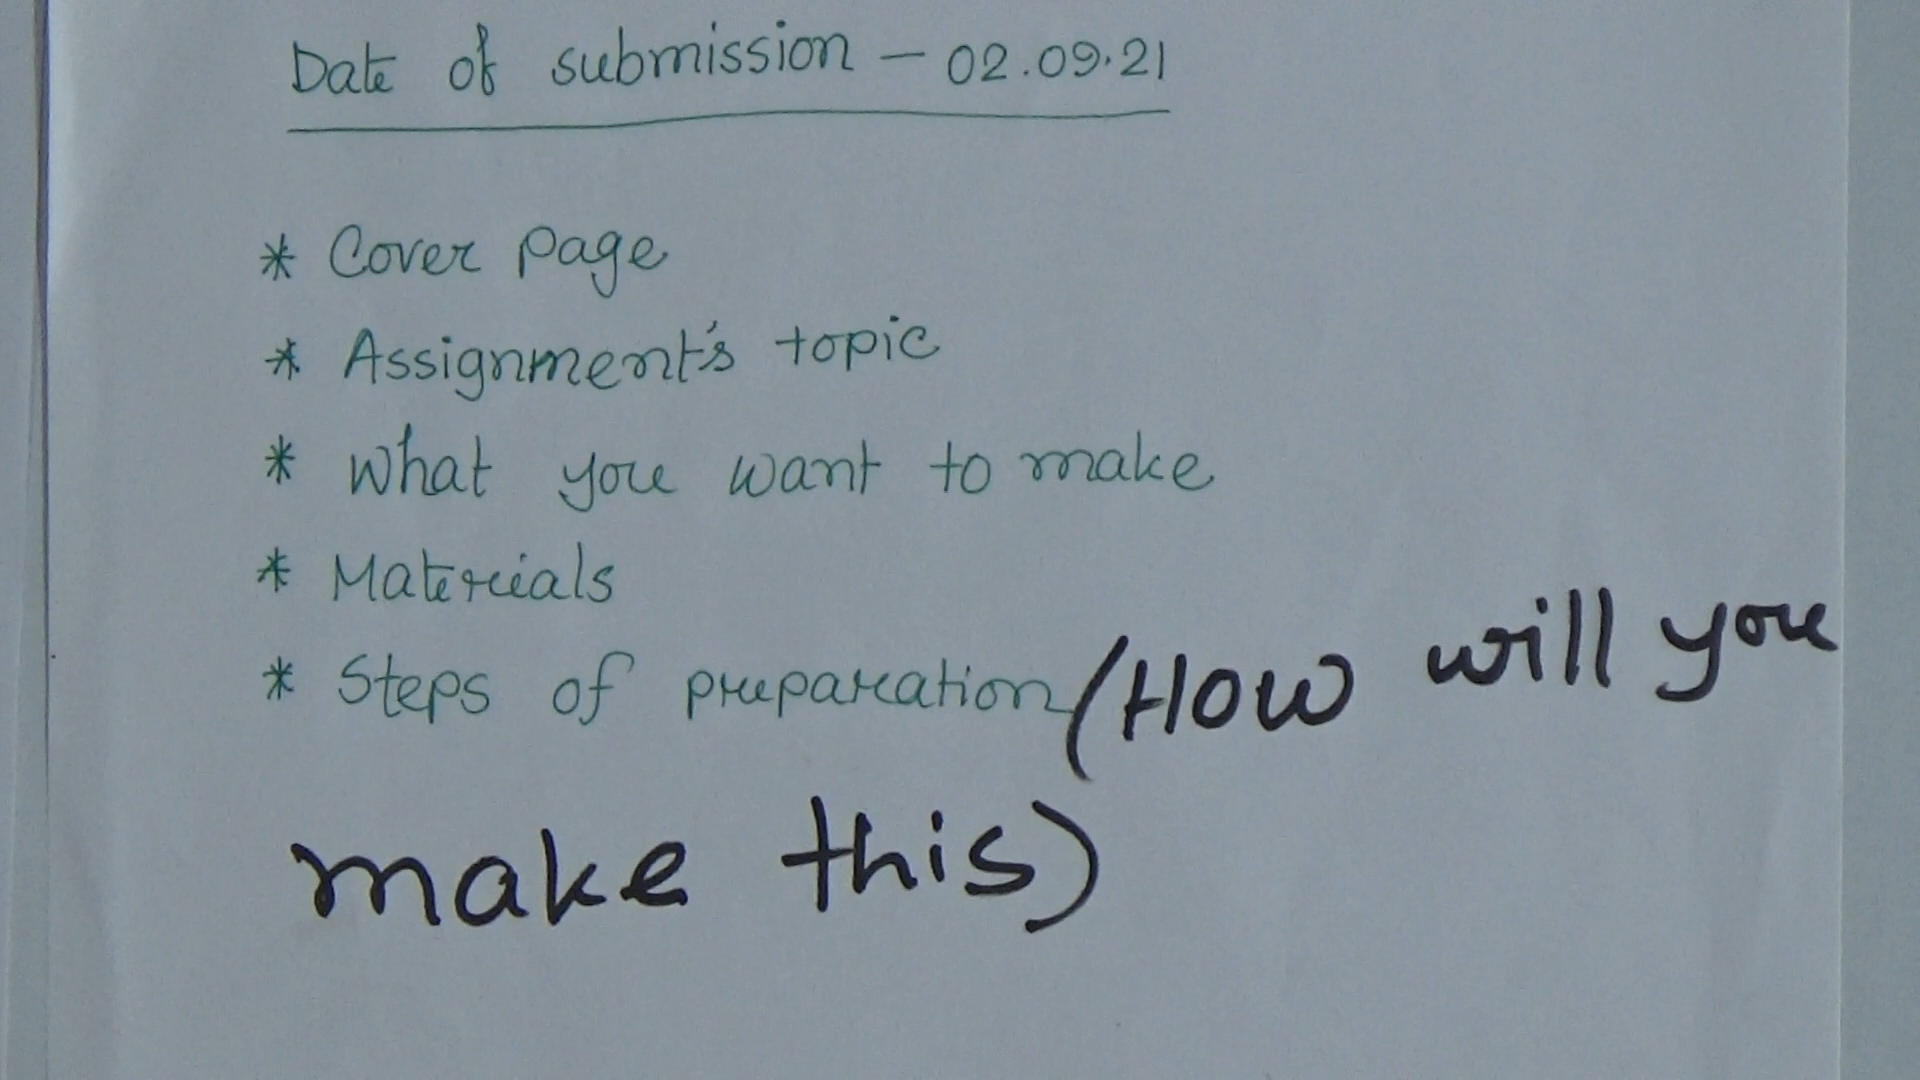 Date of submission - 02.09.21
* Cover page
* Assignment's topic
* What you want to make
* Materials
* Steps of preparation (How will you
make this)